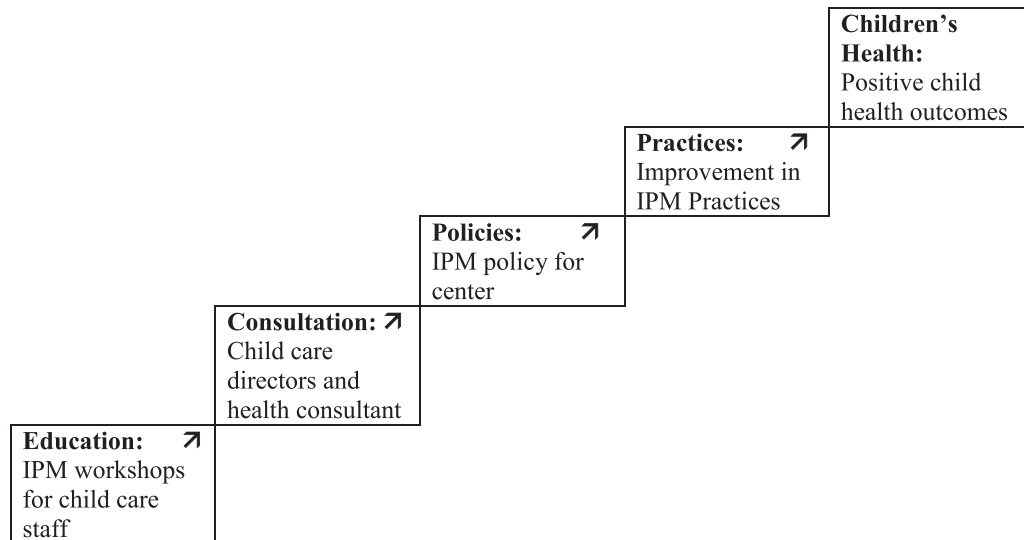 Children’s
Health:
Positive child
health outcomes
Practices:
Improvement in
IPM Practices
Policies:
IPM policy for
center
Consultation:
Child care
directors and
health consultant
Education:
IPM workshops
for child care
staff